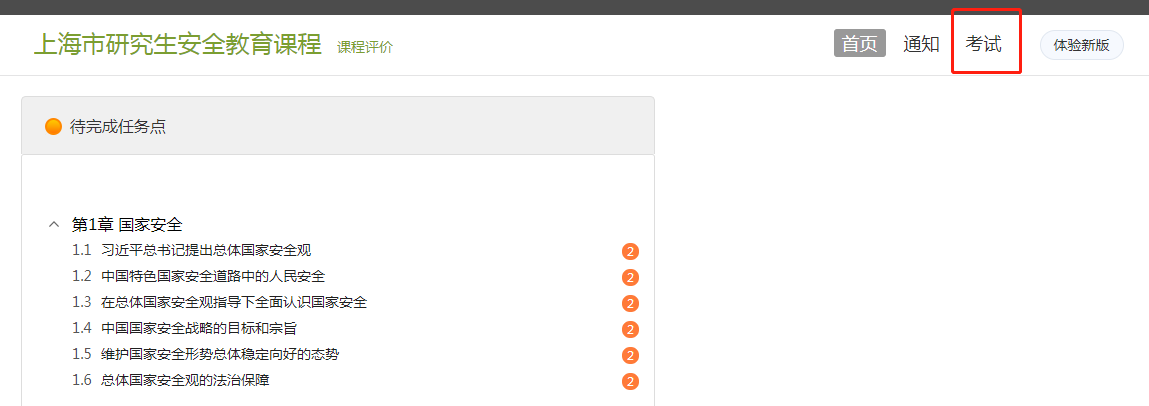 上海市研究生安全教育课程 课程评价 首页 通知 考试 体验新版
待完成任务点
第1章 国家安全
1.1 习近平总书记提出总体国家安全观 2
1.2 中国特色国家安全道路中的人民安全 2
1.3 在总体国家安全观指导下全面认识国家安全 2
1.4 中国国家安全战略的目标和宗旨 2
1.5 维护国家安全形势总体稳定向好的态势 2
1.6 总体国家安全观的法治保障 2